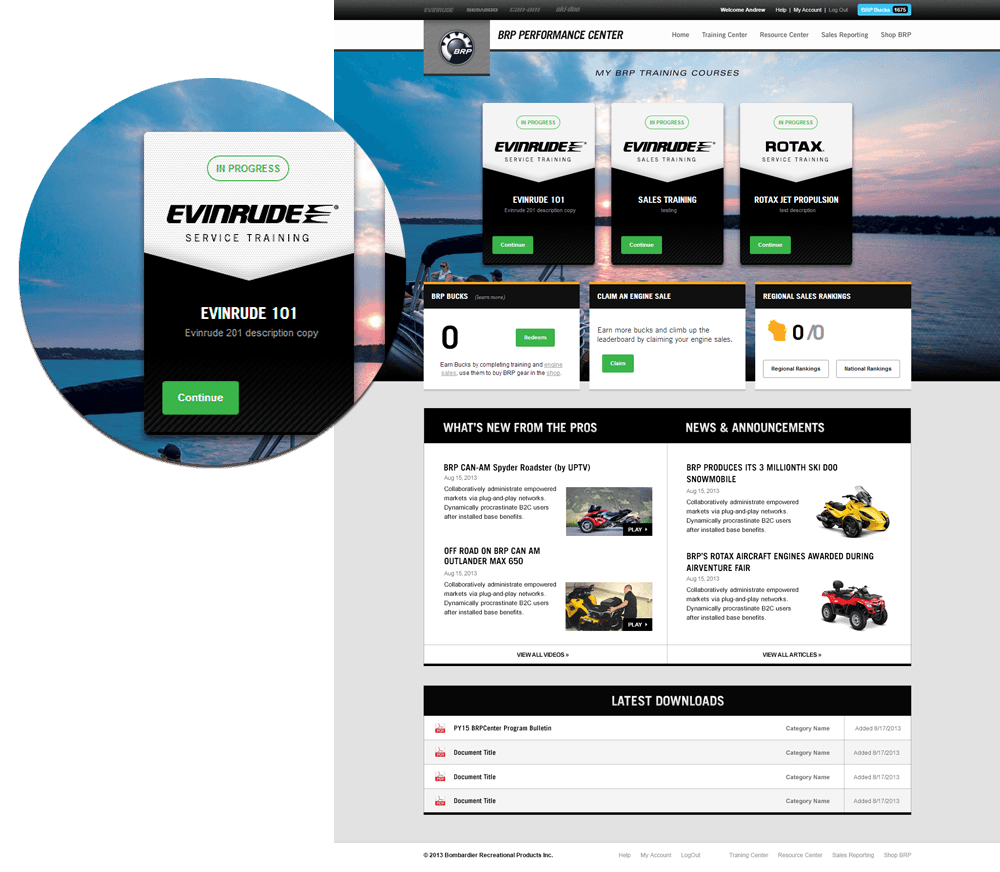 EVINRUDE SEA-DOO can-am ski-doo
Welcome Andrew Help | My Account | Log Out BRP Bucks 1675
BRP
BRP PERFORMANCE CENTER
Home Training Center Resource Center Sales Reporting Shop BRP
MY BRP TRAINING COURSES
IN PROGRESS
EVINRUDE®
SERVICE TRAINING
EVINRUDE 101
Evinrude 201 description copy
Continue
IN PROGRESS
EVINRUDE
SERVICE TRAINING
EVINRUDE 101
Evinrude 201 description copy
Continue
IN PROGRESS
EVINRUDE
SALES TRAINING
SALES TRAINING
testing
Continue
IN PROGRESS
ROTAX
SERVICE TRAINING
ROTAX JET PROPULSION
test description
Continue
BRP BUCKS (learn more)
0
Redeem
Earn Bucks by completing training and engine
sales, use them to buy BRP gear in the shop.
CLAIM AN ENGINE SALE
Earn more bucks and climb up the
leaderboard by claiming your engine sales.
Claim
REGIONAL SALES RANKINGS
0/0
Regional Rankings National Rankings
WHAT'S NEW FROM THE PROS
BRP CAN-AM Spyder Roadster (by UPTV)
Aug 15, 2013
Collaboratively administrate empowered
markets via plug-and-play networks.
Dynamically procrastinate B2C users
after installed base benefits.
PLAY
OFF ROAD ON BRP CAN AM
OUTLANDER MAX 650
Aug 15, 2013
Collaboratively administrate empowered
markets via plug-and-play networks.
Dynamically procrastinate B2C users
after installed base benefits.
PLAY
VIEW ALL VIDEOS »
NEWS & ANNOUNCEMENTS
BRP PRODUCES ITS 3 MILLIONTH SKI DOO
SNOWMOBILE
Aug 15, 2013
Collaboratively administrate empowered
markets via plug-and-play networks.
Dynamically procrastinate B2C users
after installed base benefits.
BRP'S ROTAX AIRCRAFT ENGINES AWARDED DURING
AIRVENTURE FAIR
Aug 15, 2013
Collaboratively administrate empowered
markets via plug-and-play networks.
Dynamically procrastinate B2C users
after installed base benefits.
VIEW ALL ARTICLES »
LATEST DOWNLOADS
PDF PY15 BRPCenter Program Bulletin Category Name Added 8/17/2013
PDF Document Title Category Name Added 8/17/2013
PDF Document Title Category Name Added 8/17/2013
PDF Document Title Category Name Added 8/17/2013
© 2013 Bombardier Recreational Products Inc. Help My Account LogOut Traning Center Resource Center Sales Reporting Shop BRP